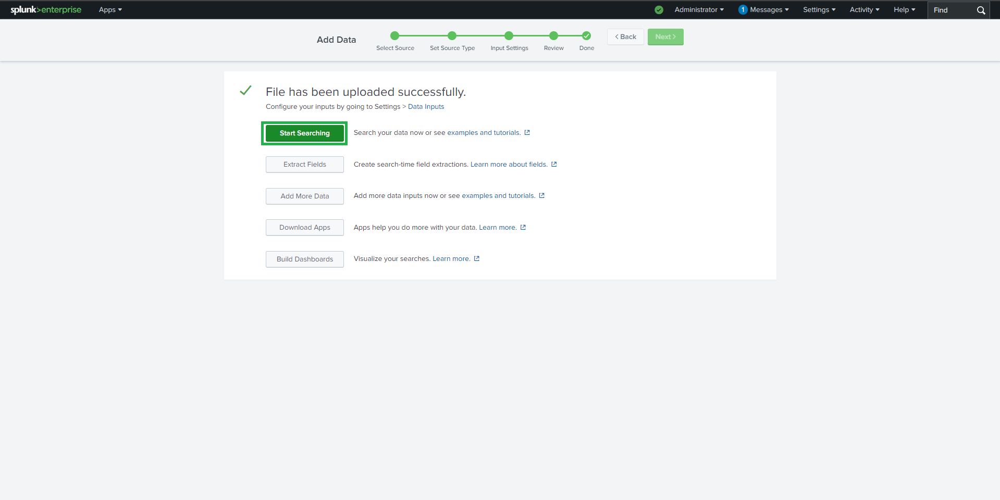 splunk>enterprise Apps Administrator 1 Messages Settings Activity Help Find
Add Data Select Source Set Source Type Input Settings Review Done < Back Next >
File has been uploaded successfully.
Configure your inputs by going to Settings > Data Inputs
Start Searching Search your data now or see examples and tutorials.
Extract Fields Create search-time field extractions. Learn more about fields.
Add More Data Add more data inputs now or see examples and tutorials.
Download Apps Apps help you do more with your data. Learn more.
Build Dashboards Visualize your searches. Learn more.